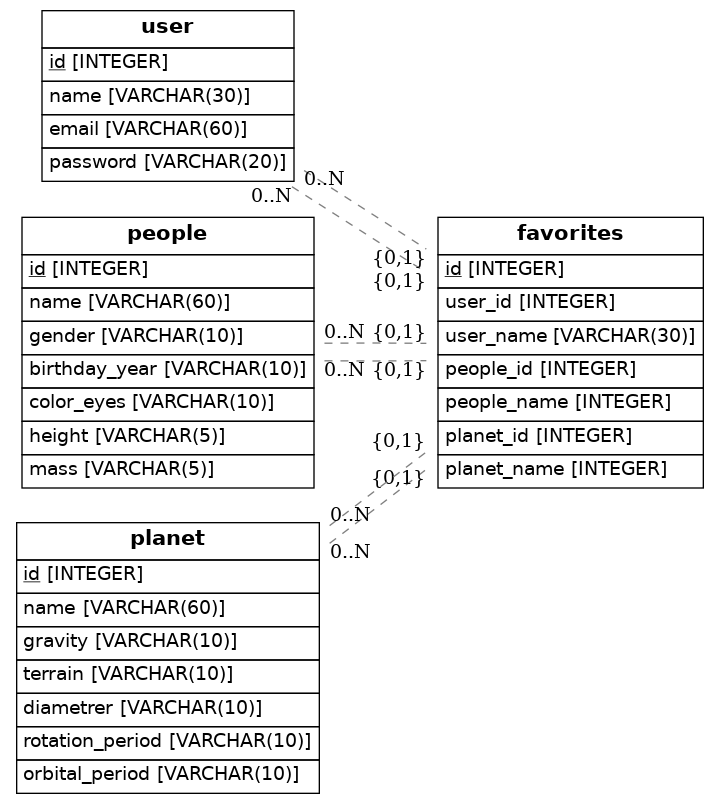 user
id [INTEGER]
name [VARCHAR(30)]
email [VARCHAR(60)]
password [VARCHAR(20)]
0..N
0..N
people
id [INTEGER]
name [VARCHAR(60)]
gender [VARCHAR(10)]
birthday_year [VARCHAR(10)]
color_eyes [VARCHAR(10)]
height [VARCHAR(5)]
mass [VARCHAR(5)]
{0,1}
{0,1}
0..N {0,1}
0..N {0,1}
{0,1}
{0,1}
0..N
0..N
favorites
id [INTEGER]
user_id [INTEGER]
user_name [VARCHAR(30)]
people_id [INTEGER]
people_name [INTEGER]
planet_id [INTEGER]
planet_name [INTEGER]
planet
id [INTEGER]
name [VARCHAR(60)]
gravity [VARCHAR(10)]
terrain [VARCHAR(10)]
diametrer [VARCHAR(10)]
rotation_period [VARCHAR(10)]
orbital_period [VARCHAR(10)]